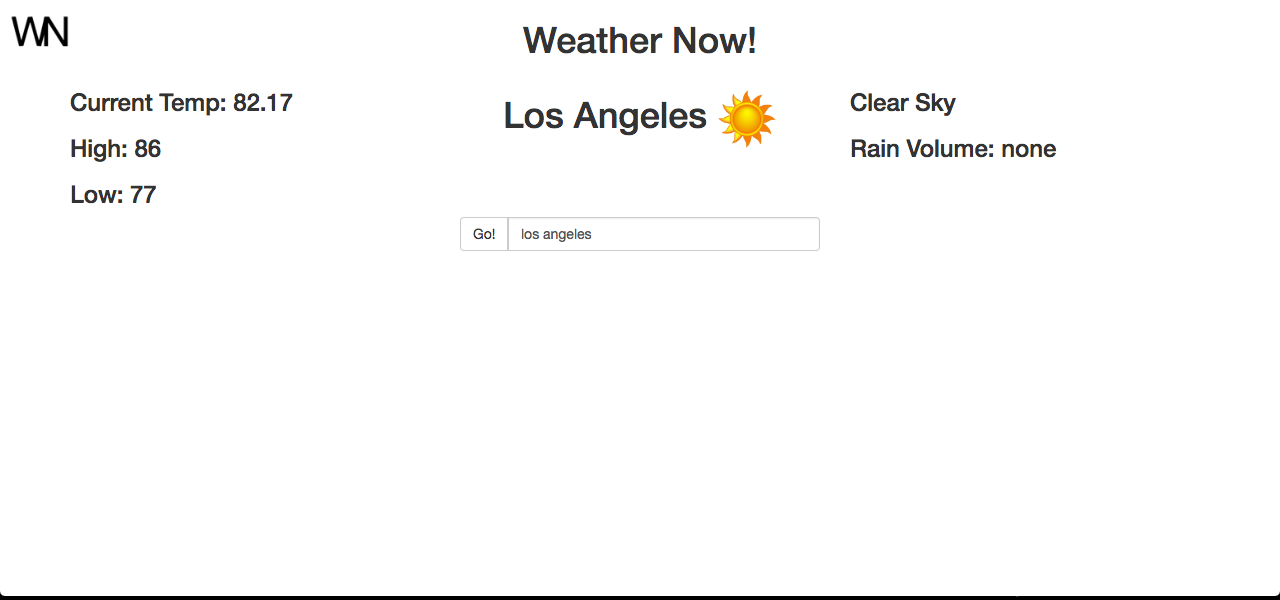 WN
Weather Now!
Current Temp: 82.17
High: 86
Low: 77
Los Angeles
Clear Sky
Rain Volume: none
Go! los angeles